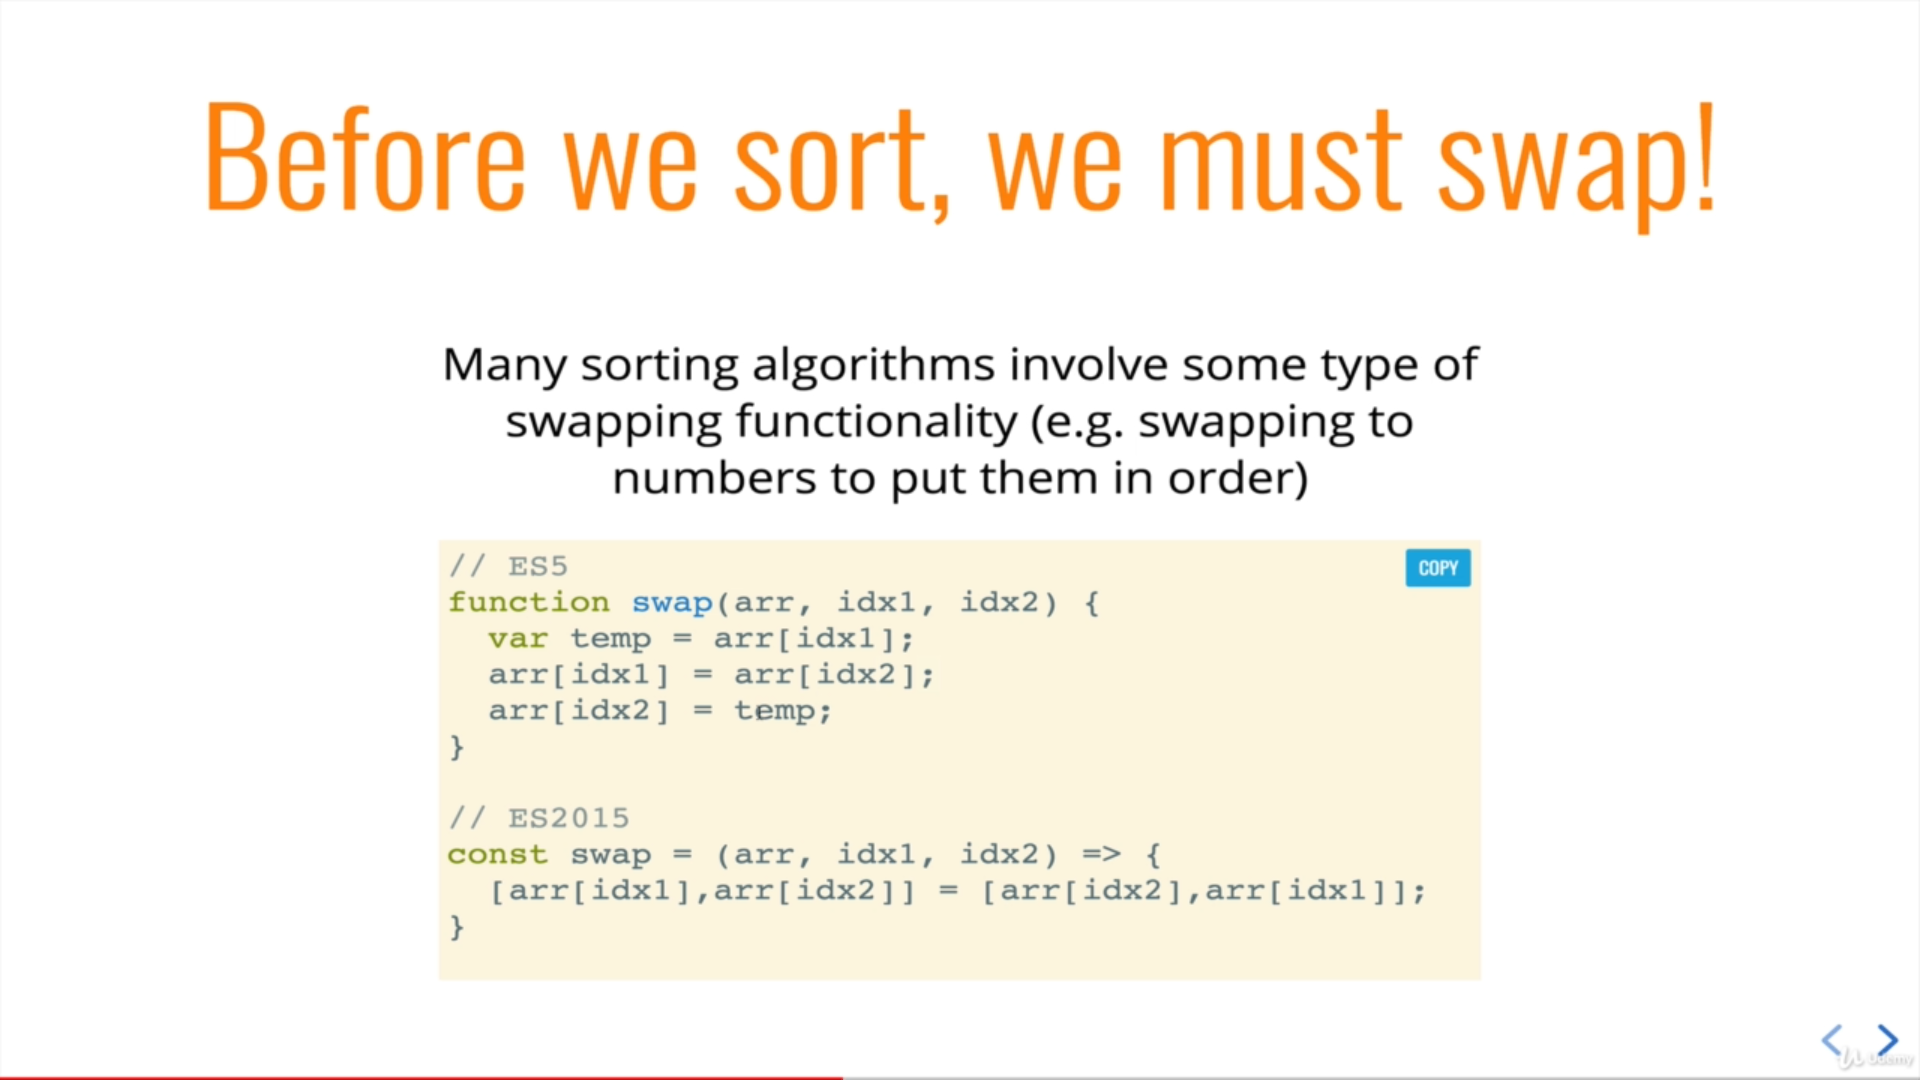 Before we sort, we must swap!
Many sorting algorithms involve some type of
swapping functionality (e.g. swapping to
numbers to put them in order)
// ES5
COPY
function swap(arr, idx1, idx2) {
  var temp = arr[idx1];
  arr[idx1] = arr[idx2];
  arr[idx2] = temp;
}
// ES2015
const swap = (arr, idx1, idx2) => {
  [arr[idx1],arr[idx2]] = [arr[idx2],arr[idx1]];
}
Udemy